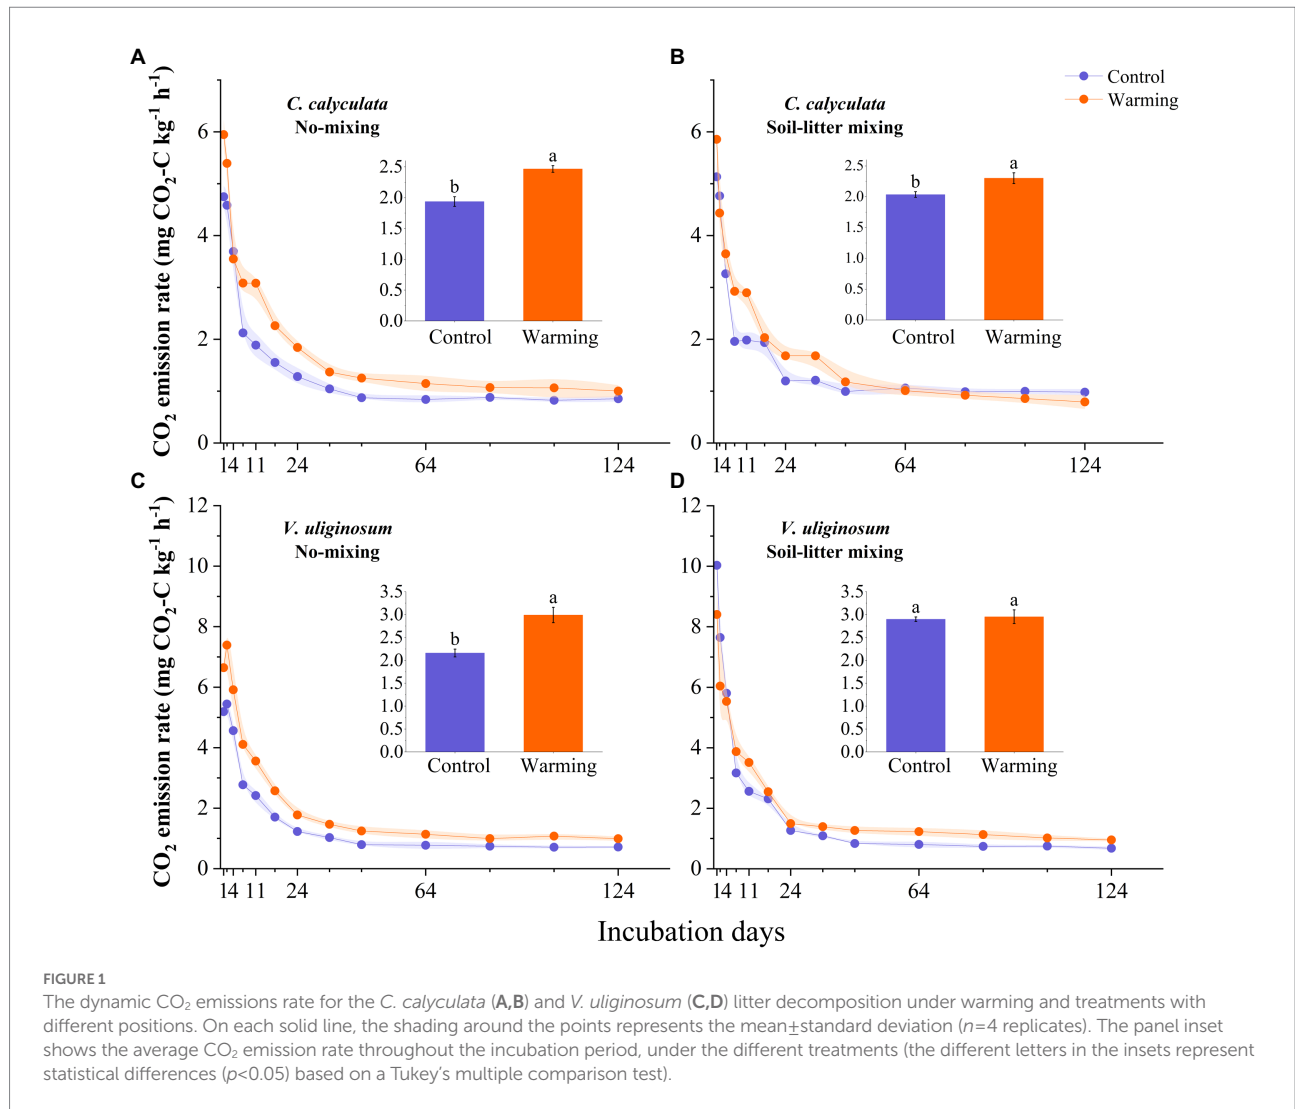 A
CO2 emission rate (mg CO2-C kg-1 h-1)
C. calyculata
No-mixing
6
4
2
0
14 11 24 64 124
2.5
2.0
1.5
1.0
0.5
0.0
b
a
Control Warming
B
C. calyculata
Soil-litter mixing
Control
Warming
6
4
2
0
14 11 24 64 124
2.5
2.0
1.5
1.0
0.5
0.0
b
a
Control Warming
C
CO2 emission rate (mg CO2-C kg-1 h-1)
V. uliginosum
No-mixing
12
10
8
6
4
2
0
14 11 24 64 124
3.5
3.0
2.5
2.0
1.5
1.0
0.5
0.0
b
a
Control Warming
D
V. uliginosum
Soil-litter mixing
12
10
8
6
4
2
0
14 11 24 64 124
3.5
3.0
2.5
2.0
1.5
1.0
0.5
0.0
a
a
Control Warming
Incubation days
FIGURE 1
The dynamic CO₂ emissions rate for the C. calyculata (A,B) and V. uliginosum (C,D) litter decomposition under warming and treatments with
different positions. On each solid line, the shading around the points represents the mean±standard deviation (n=4 replicates). The panel inset
shows the average CO₂ emission rate throughout the incubation period, under the different treatments (the different letters in the insets represent
statistical differences (p<0.05) based on a Tukey's multiple comparison test).